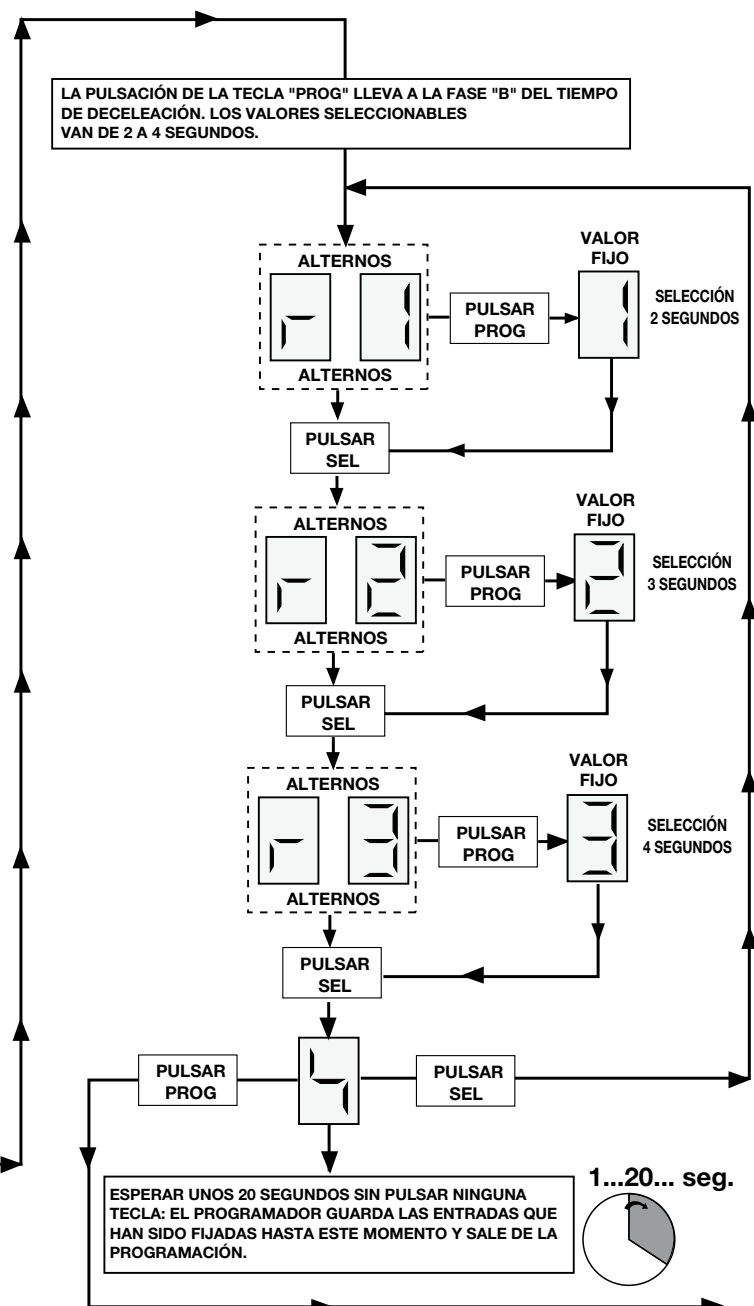 LA PULSACIÓN DE LA TECLA "PROG" LLEVA A LA FASE "B" DEL TIEMPO
DE DECELEACIÓN. LOS VALORES SELECCIONABLES
VAN DE 2 A 4 SEGUNDOS.
ALTERNOS
r 1
ALTERNOS
PULSAR
PROG
VALOR
FIJO
1
SELECCIÓN
2 SEGUNDOS
PULSAR
SEL
ALTERNOS
r 2
ALTERNOS
PULSAR
PROG
VALOR
FIJO
2
SELECCIÓN
3 SEGUNDOS
PULSAR
SEL
ALTERNOS
r 3
ALTERNOS
PULSAR
PROG
VALOR
FIJO
3
SELECCIÓN
4 SEGUNDOS
PULSAR
SEL
PULSAR
PROG
PULSAR
SEL
ESPERAR UNOS 20 SEGUNDOS SIN PULSAR NINGUNA
TECLA: EL PROGRAMADOR GUARDA LAS ENTRADAS QUE
HAN SIDO FIJADAS HASTA ESTE MOMENTO Y SALE DE LA
PROGRAMACIÓN.
1...20... seg.